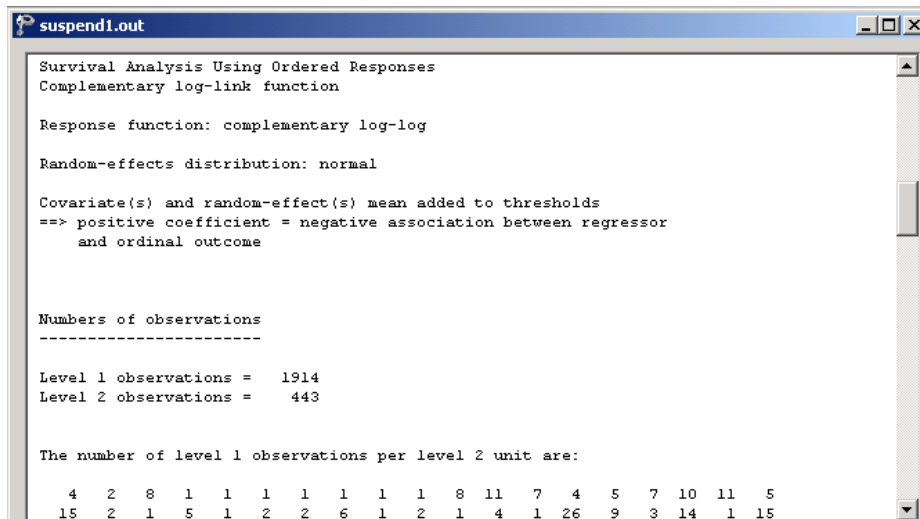 suspend1.out
Survival Analysis Using Ordered Responses
Complementary log-link function
Response function: complementary log-log
Random-effects distribution: normal
Covariate(s) and random-effect(s) mean added to thresholds
==> positive coefficient = negative association between regressor
and ordinal outcome
Numbers of observations
-----------------------
Level 1 observations =   1914
Level 2 observations =    443
The number of level 1 observations per level 2 unit are:
4   2   8   1   1   1   1   1   1   1   8  11   7   4   5   7  10  11   5
15   2   1   5   1   2   2   6   1   2   1   4   1  26   9   3  14   1  15